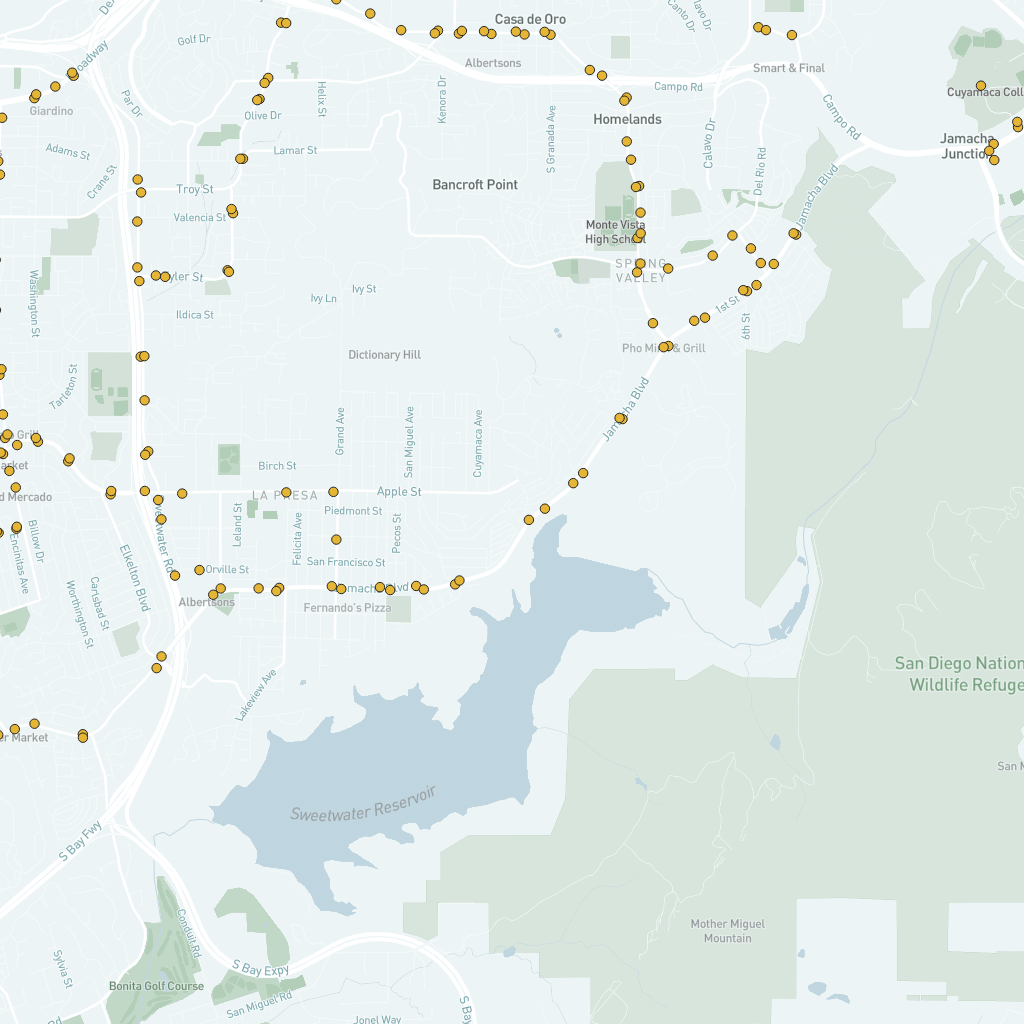 Casa de Oro
Golf Dr
Broadway
Albertsons
Smart & Final
Campo Rd
Cuyamaca Coll
Giardino
Par Dr
Helix St
Kenora Dr
Olive Dr
S Granada Ave
Homelands
Calavo Dr
Canto Dr
Campo Rd
Jamacha
Junction
Adams St
Lamar St
Crane St
Troy St
Bancroft Point
Del Rio Rd
Jamacha Blvd
Valencia St
Monte Vista
High School
SPRING
VALLEY
Washington St
Ivy St
Ivy Ln
Ildica St
1st St
6th St
Dictionary Hill
Tarleton St
Jamacha Blvd
Grand Ave
San Miguel Ave
Cuyamaca Ave
Birch St
LA PRESA
Apple St
Piedmont St
Leland St
Felicita Ave
Pecos St
San Francisco St
Billow Dr
Encinitas Ave
Elkelton Blvd
Orville St
Albertsons
Fernando's Pizza
Carlsbad St
Worthington St
Lakeview Ave
San Diego Nation
Wildlife Refuge
Sweetwater Reservoir
S Bay Fwy
Mother Miguel
Mountain
Conduit Rd
S Bay Expy
Sylvia St
Bonita Golf Course
San Miguel Rd
Jonel Way